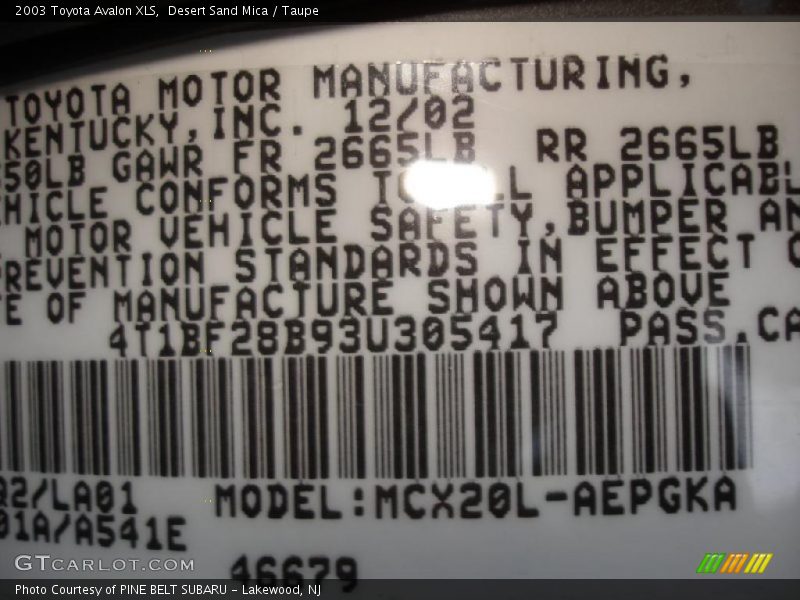 2003 Toyota Avalon XLS, Desert Sand Mica / Taupe
TOYOTA MOTOR MANUFACTURING,
KENTUCKY,INC. 12/02
50LB GAWR FR 2665LB RR 2665LB
HICLE CONFORMS TO L APPLICABL
MOTOR VEHICLE SAFETY,BUMPER AN
REVENTION STANDARDS IN EFFECT O
E OF MANUFACTURE SHOWN ABOVE
4T1BF28B93U305417 PASS.CA
Q2/LA01 MODEL:MCX20L-AEPGKA
01A/A541E
46679
GTCARLOT.COM
Photo Courtesy of PINE BELT SUBARU - Lakewood, NJ